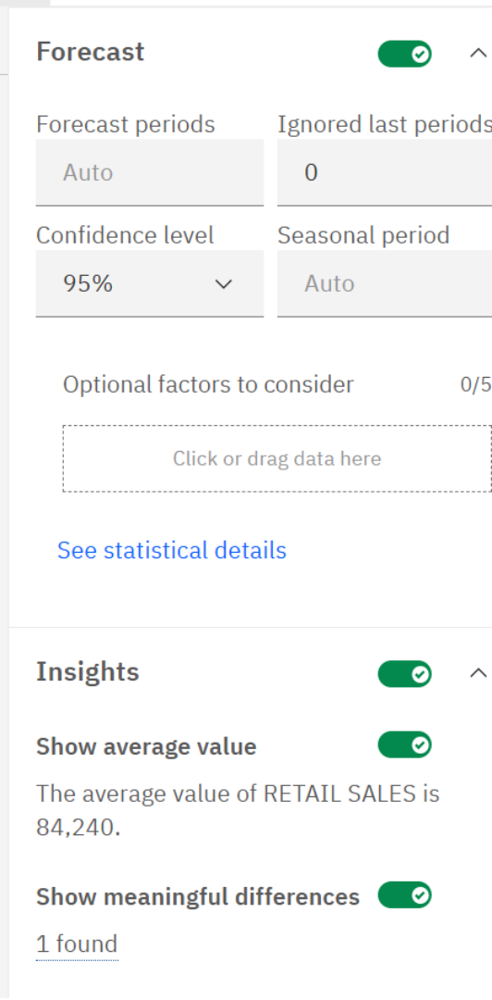 Forecast
Forecast periods Ignored last periods
Auto 0
Confidence level Seasonal period
95% Auto
Optional factors to consider 0/5
Click or drag data here
See statistical details
Insights
Show average value
The average value of RETAIL SALES is
84,240.
Show meaningful differences
1 found